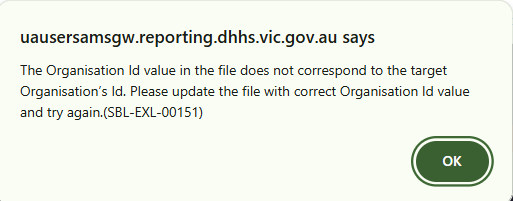 uausersamsgw.reporting.dhhs.vic.gov.au says
The Organisation Id value in the file does not correspond to the target
Organisation's Id. Please update the file with correct Organisation Id value
and try again.(SBL-EXL-00151)
OK